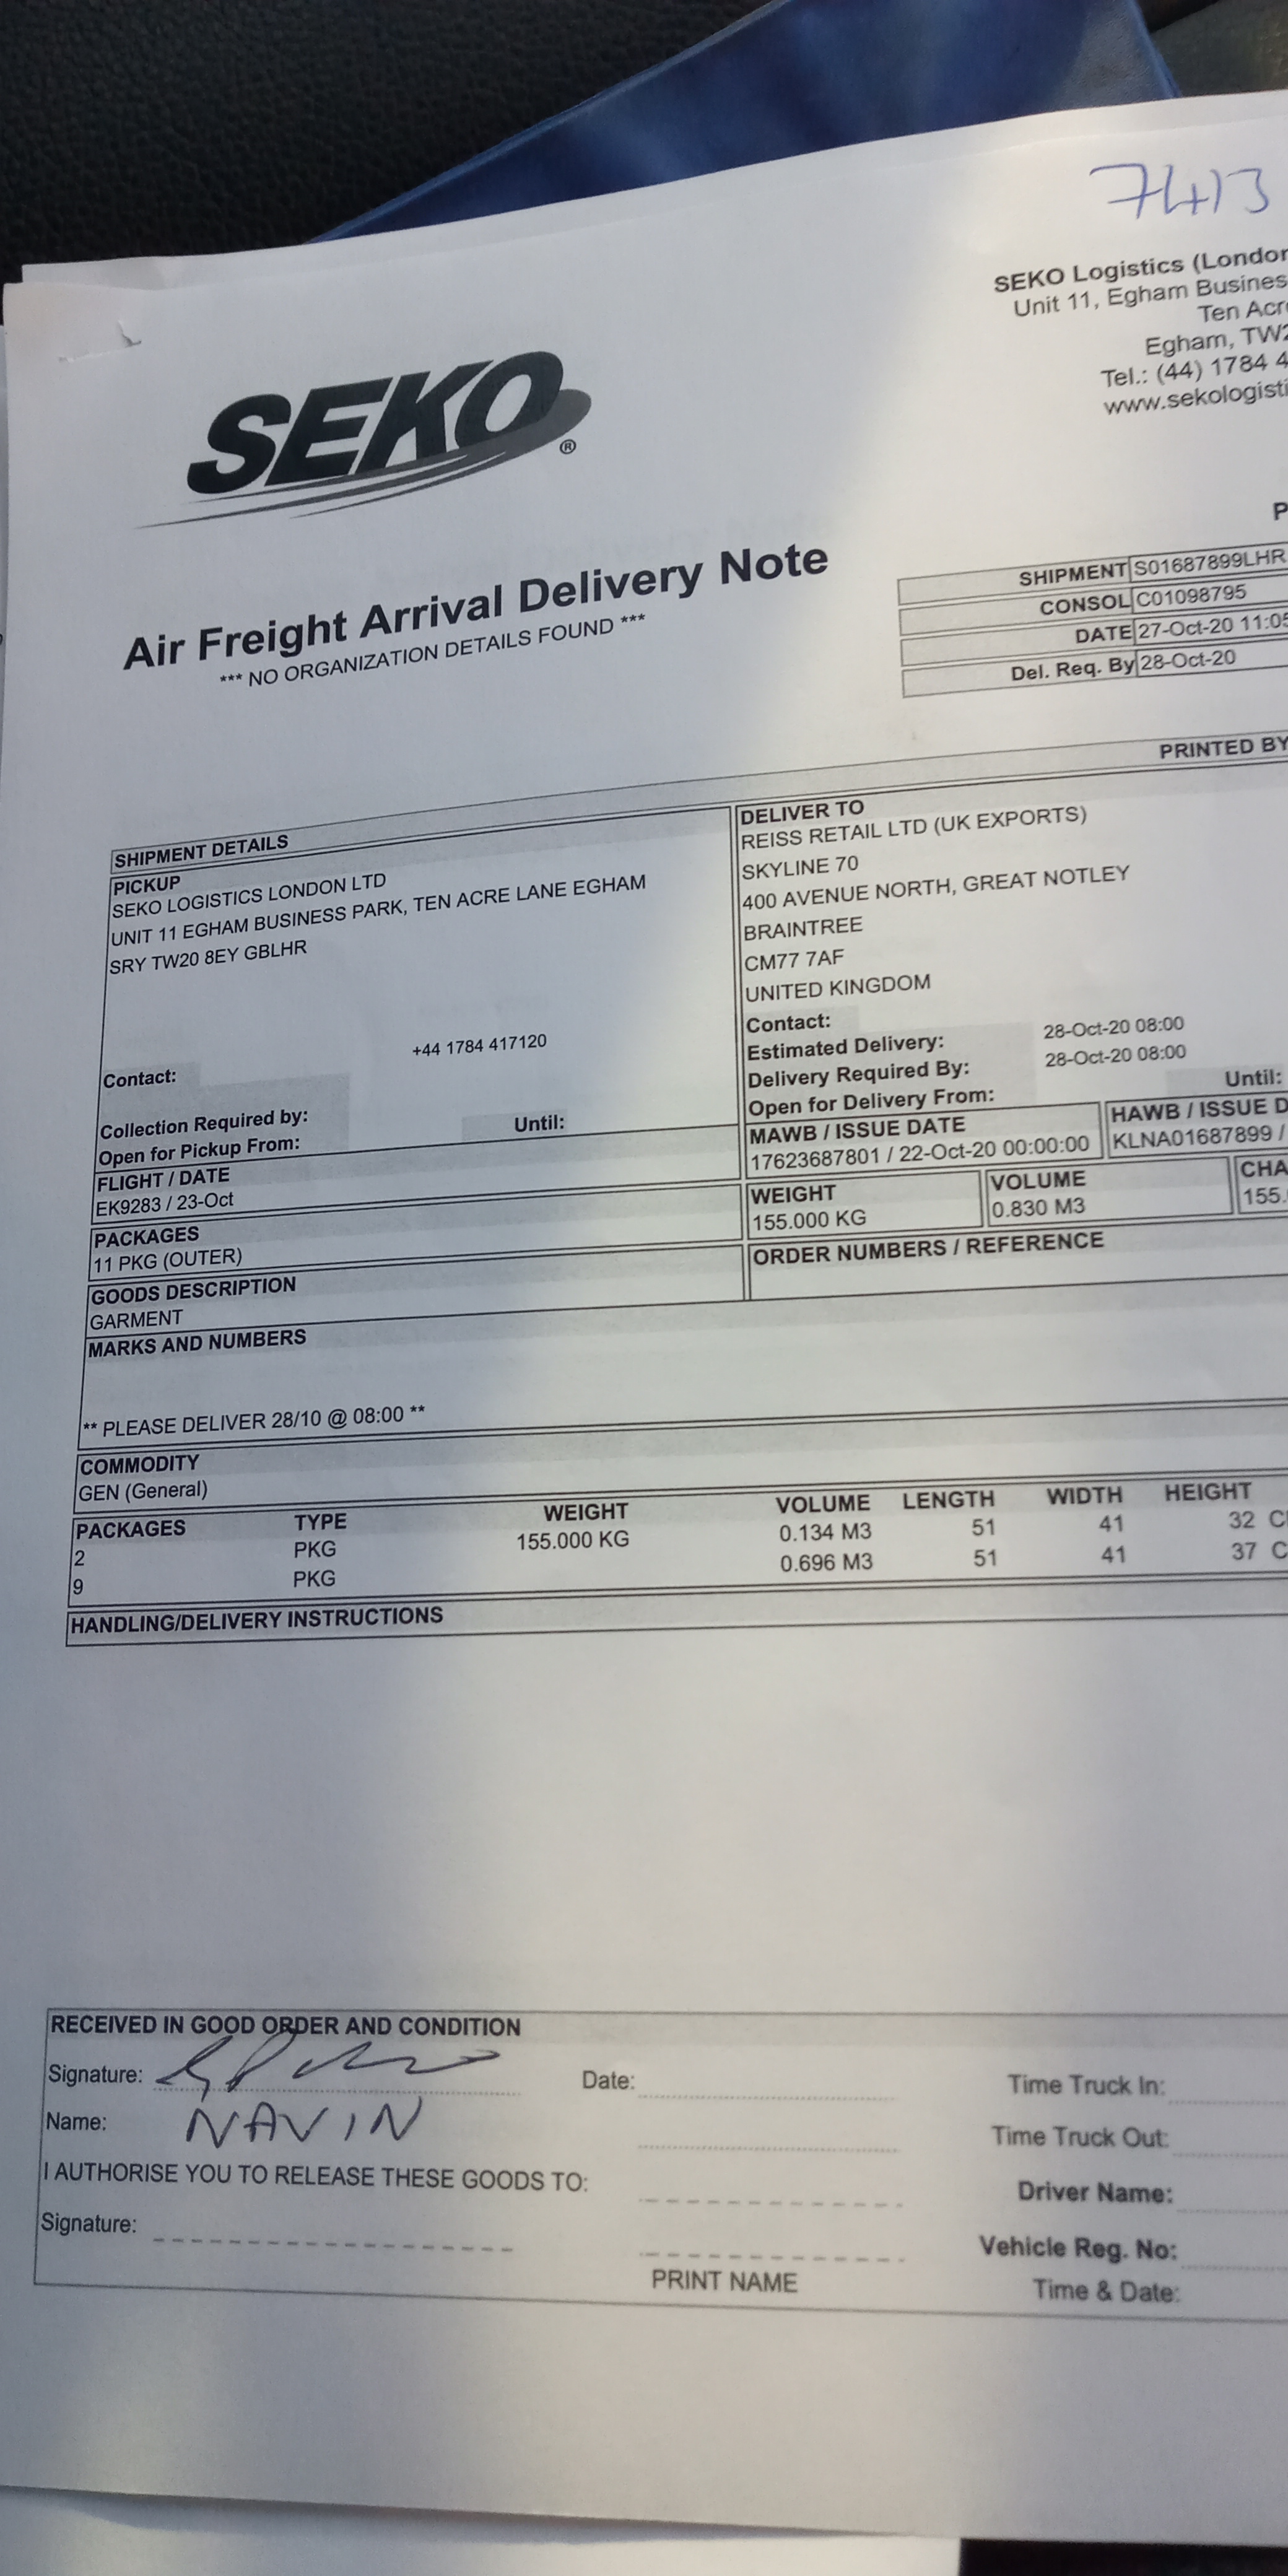 7413
SEKO Logistics (London
Unit 11, Egham Busines
Ten Acr
Egham, TW2
Tel.: (44) 1784 4
www.sekologisti
SEKO®
P
Air Freight Arrival Delivery Note
*** NO ORGANIZATION DETAILS FOUND ***
SHIPMENT S01687899LHR
CONSOL C01098795
DATE 27-Oct-20 11:05
Del. Req. By 28-Oct-20
PRINTED BY
SHIPMENT DETAILS
PICKUP
SEKO LOGISTICS LONDON LTD
UNIT 11 EGHAM BUSINESS PARK, TEN ACRE LANE EGHAM
SRY TW20 8EY GBLHR
+44 1784 417120
Contact:
Collection Required by:
Open for Pickup From: Until:
DELIVER TO
REISS RETAIL LTD (UK EXPORTS)
SKYLINE 70
400 AVENUE NORTH, GREAT NOTLEY
BRAINTREE
CM77 7AF
UNITED KINGDOM
Contact:
Estimated Delivery: 28-Oct-20 08:00
Delivery Required By: 28-Oct-20 08:00
Open for Delivery From: Until:
FLIGHT / DATE
EK9283 / 23-Oct
MAWB / ISSUE DATE
17623687801 / 22-Oct-20 00:00:00
HAWB / ISSUE D
KLNA01687899 /
PACKAGES
11 PKG (OUTER)
WEIGHT
155.000 KG
VOLUME
0.830 M3
CHA
155.
GOODS DESCRIPTION
GARMENT
ORDER NUMBERS / REFERENCE
MARKS AND NUMBERS
** PLEASE DELIVER 28/10 @ 08:00 **
COMMODITY
GEN (General)
PACKAGES TYPE WEIGHT VOLUME LENGTH WIDTH HEIGHT
2 PKG 155.000 KG 0.134 M3 51 41 32 C
9 PKG 0.696 M3 51 41 37 C
HANDLING/DELIVERY INSTRUCTIONS
RECEIVED IN GOOD ORDER AND CONDITION
Signature: Date: Time Truck In:
Name: NAVIN Time Truck Out:
I AUTHORISE YOU TO RELEASE THESE GOODS TO: Driver Name:
Signature: Vehicle Reg. No:
PRINT NAME Time & Date: